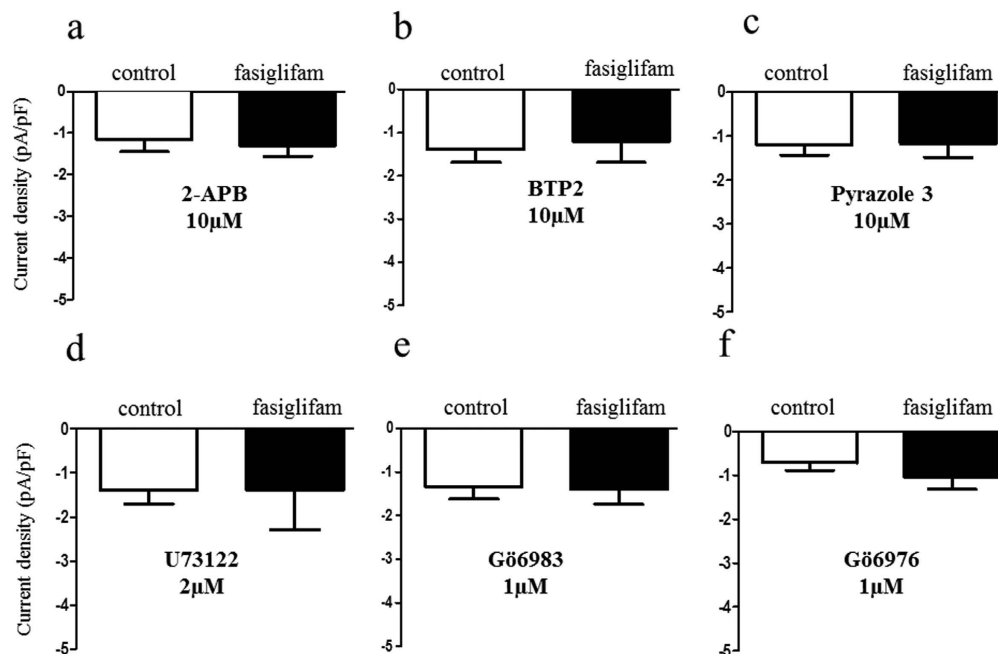 a
control fasiglifam
Current density (pA/pF)
0
-1
-2
-3
-4
-5
2-APB
10µM
b
control fasiglifam
0
-1
-2
-3
-4
-5
BTP2
10µM
c
control fasiglifam
0
-1
-2
-3
-4
-5
Pyrazole 3
10µM
d
control fasiglifam
Current density (pA/pF)
0
-1
-2
-3
-4
-5
U73122
2µM
e
control fasiglifam
0
-1
-2
-3
-4
-5
Gö6983
1µM
f
control fasiglifam
0
-1
-2
-3
-4
-5
Gö6976
1µM